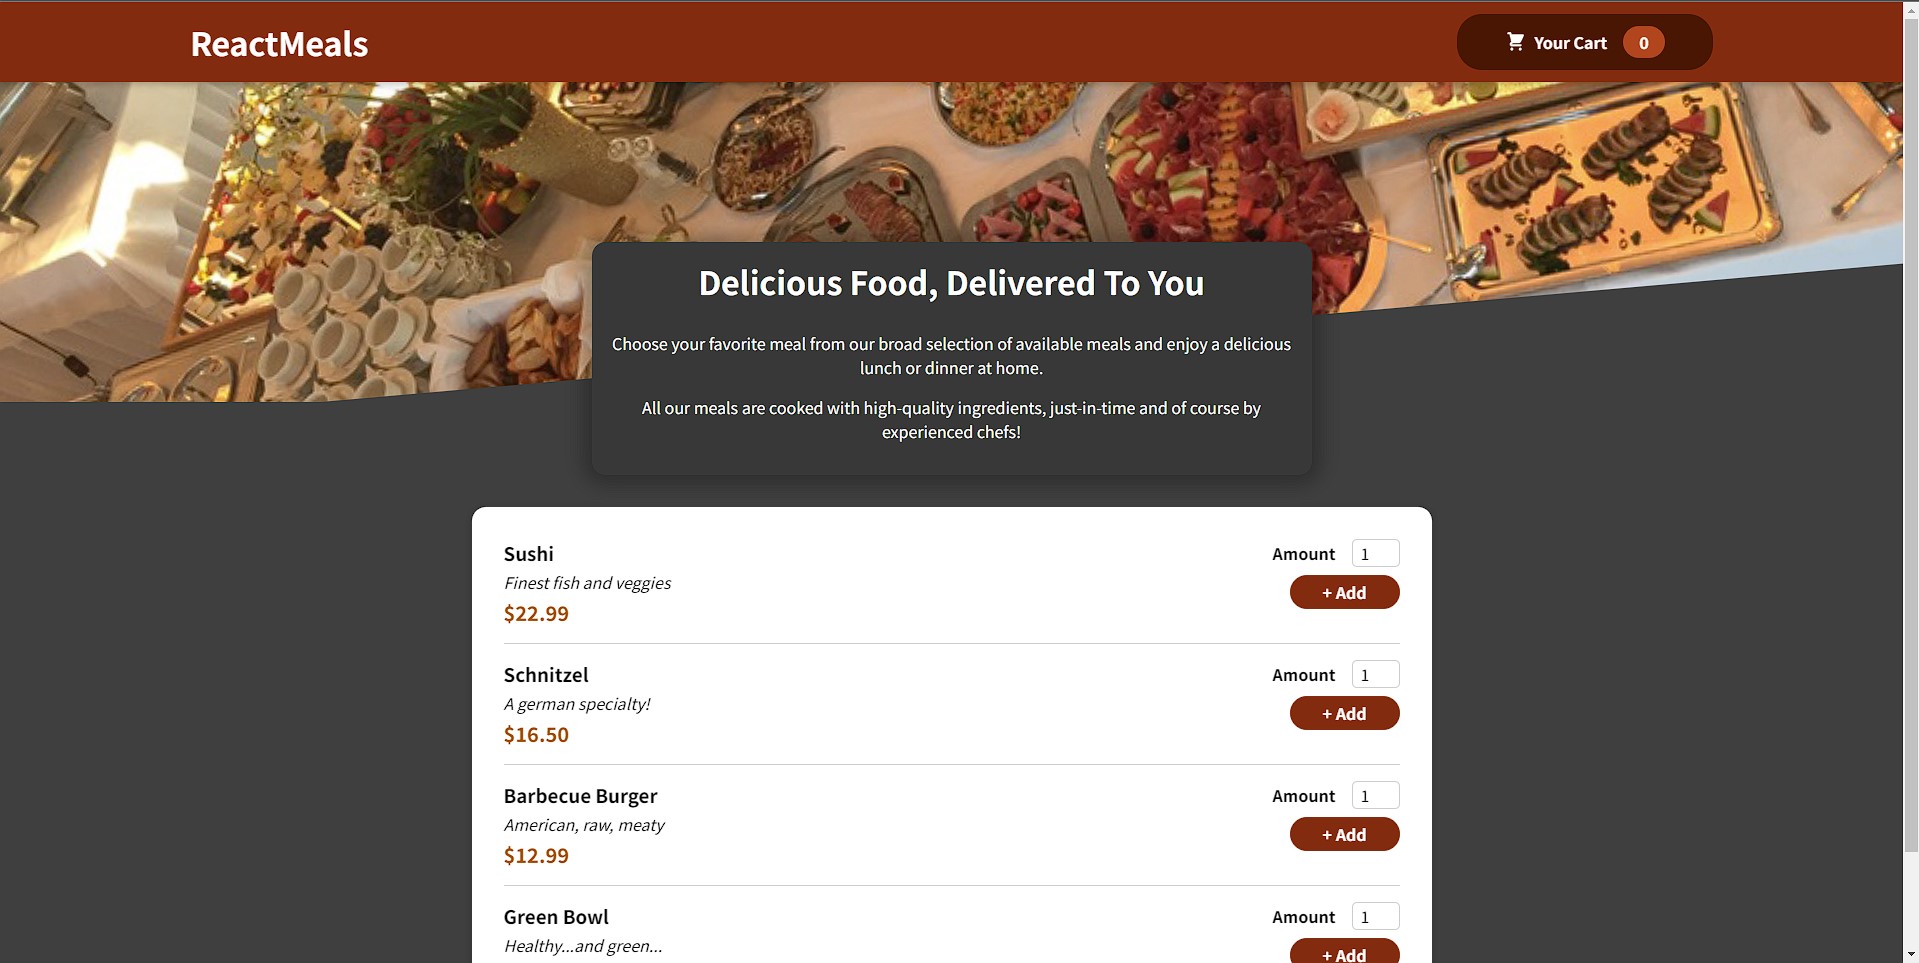 ReactMeals
Your Cart 0
Delicious Food, Delivered To You
Choose your favorite meal from our broad selection of available meals and enjoy a delicious
lunch or dinner at home.
All our meals are cooked with high-quality ingredients, just-in-time and of course by
experienced chefs!
Sushi
Finest fish and veggies
$22.99
Amount 1
+ Add
Schnitzel
A german specialty!
$16.50
Amount 1
+ Add
Barbecue Burger
American, raw, meaty
$12.99
Amount 1
+ Add
Green Bowl
Healthy...and green...
Amount 1
+ Add